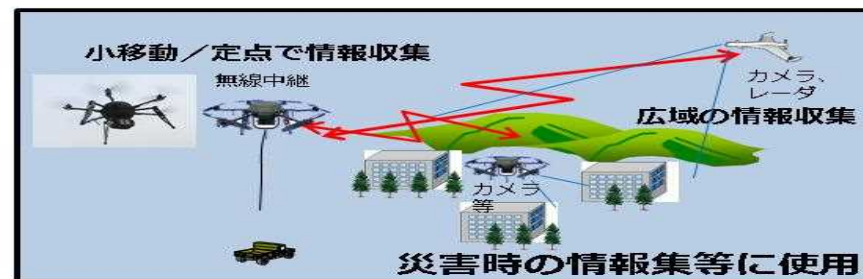 小移動／定点で情報収集
無線中継
カメラ、
レーダ
広域の情報収集
カメラ
等
災害時の情報集等に使用